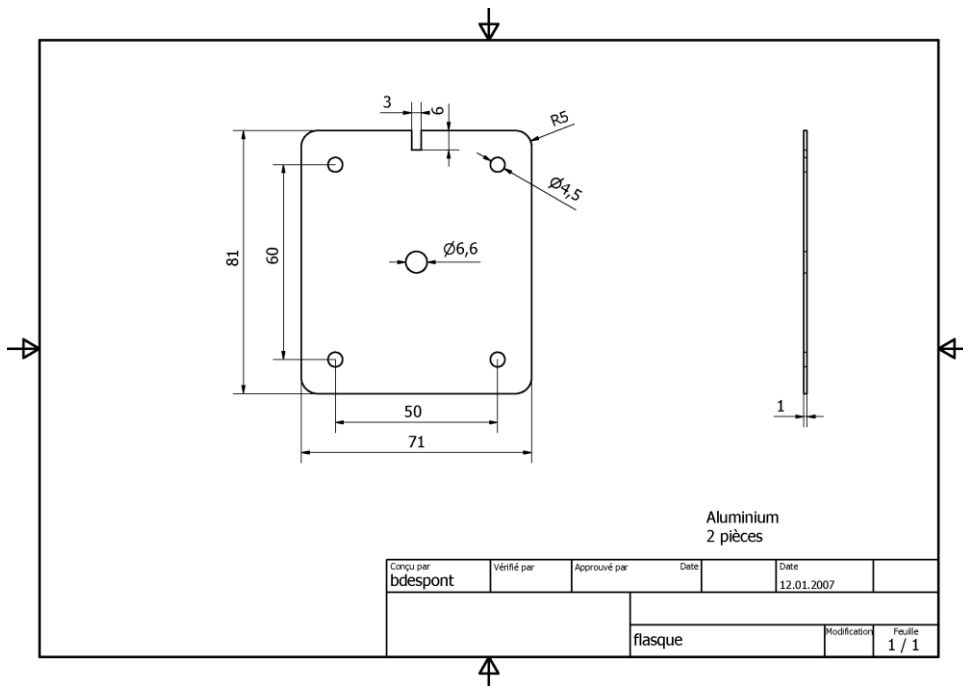 3
6
R5
Ø4,5
81
60
Ø6,6
50
71
1
Aluminium
2 pièces
Conçu par
bdespont
Vérifié par
Approuvé par
Date
Date
12.01.2007
flasque
Modification
Feuille
1 / 1